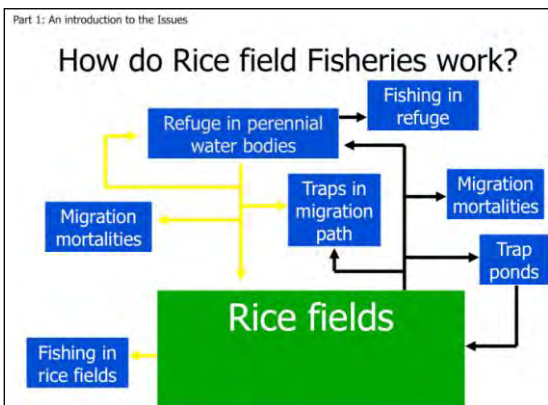 Part 1: An introduction to the Issues
How do Rice field Fisheries work?
Fishing in
refuge
Refuge in perennial
water bodies
Traps in
migration
path
Migration
mortalities
Migration
mortalities
Trap
ponds
Rice fields
Fishing in
rice fields